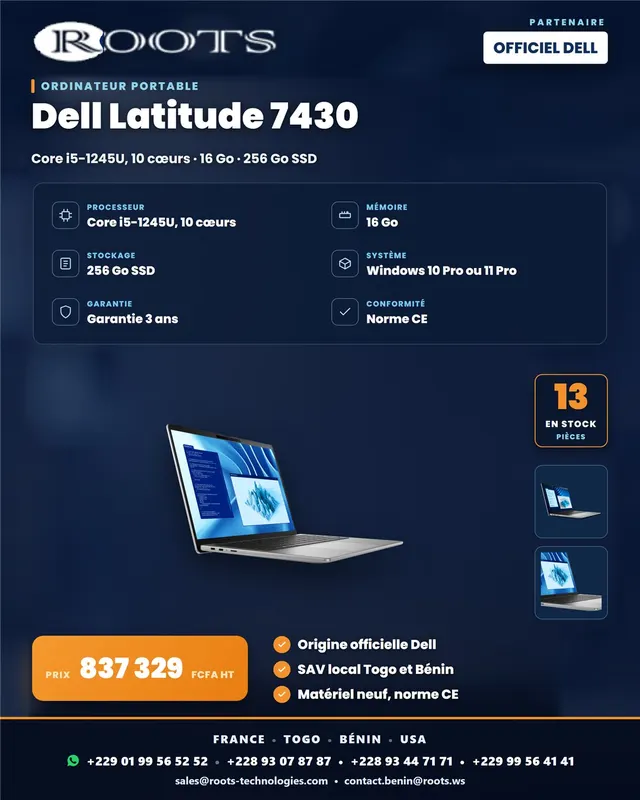 ROOTS
PARTENAIRE
OFFICIEL DELL
ORDINATEUR PORTABLE
Dell Latitude 7430
Core i5-1245U, 10 cœurs · 16 Go · 256 Go SSD
PROCESSEUR
Core i5-1245U, 10 cœurs
MÉMOIRE
16 Go
STOCKAGE
256 Go SSD
SYSTÈME
Windows 10 Pro ou 11 Pro
GARANTIE
Garantie 3 ans
CONFORMITÉ
Norme CE
13
EN STOCK
PIÈCES
PRIX 837 329 FCFA HT
Origine officielle Dell
SAV local Togo et Bénin
Matériel neuf, norme CE
FRANCE • TOGO • BÉNIN • USA
+229 01 99 56 52 52 • +228 93 07 87 87 • +228 93 44 71 71 • +229 99 56 41 41
sales@roots-technologies.com • contact.benin@roots.ws